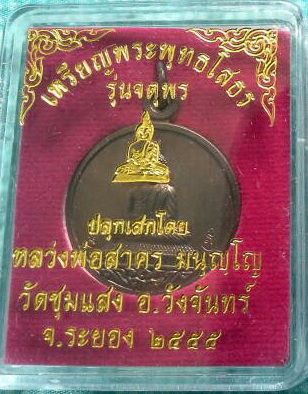 เหรียญพระพุทธโสธร
รุ่นจตุพร
ปลุกเสกโดย
หลวงพ่อสาคร มนุญโญ
วัดชุมแสง อ.วังจันทร์
จ.ระยอง ๒๕๕๕